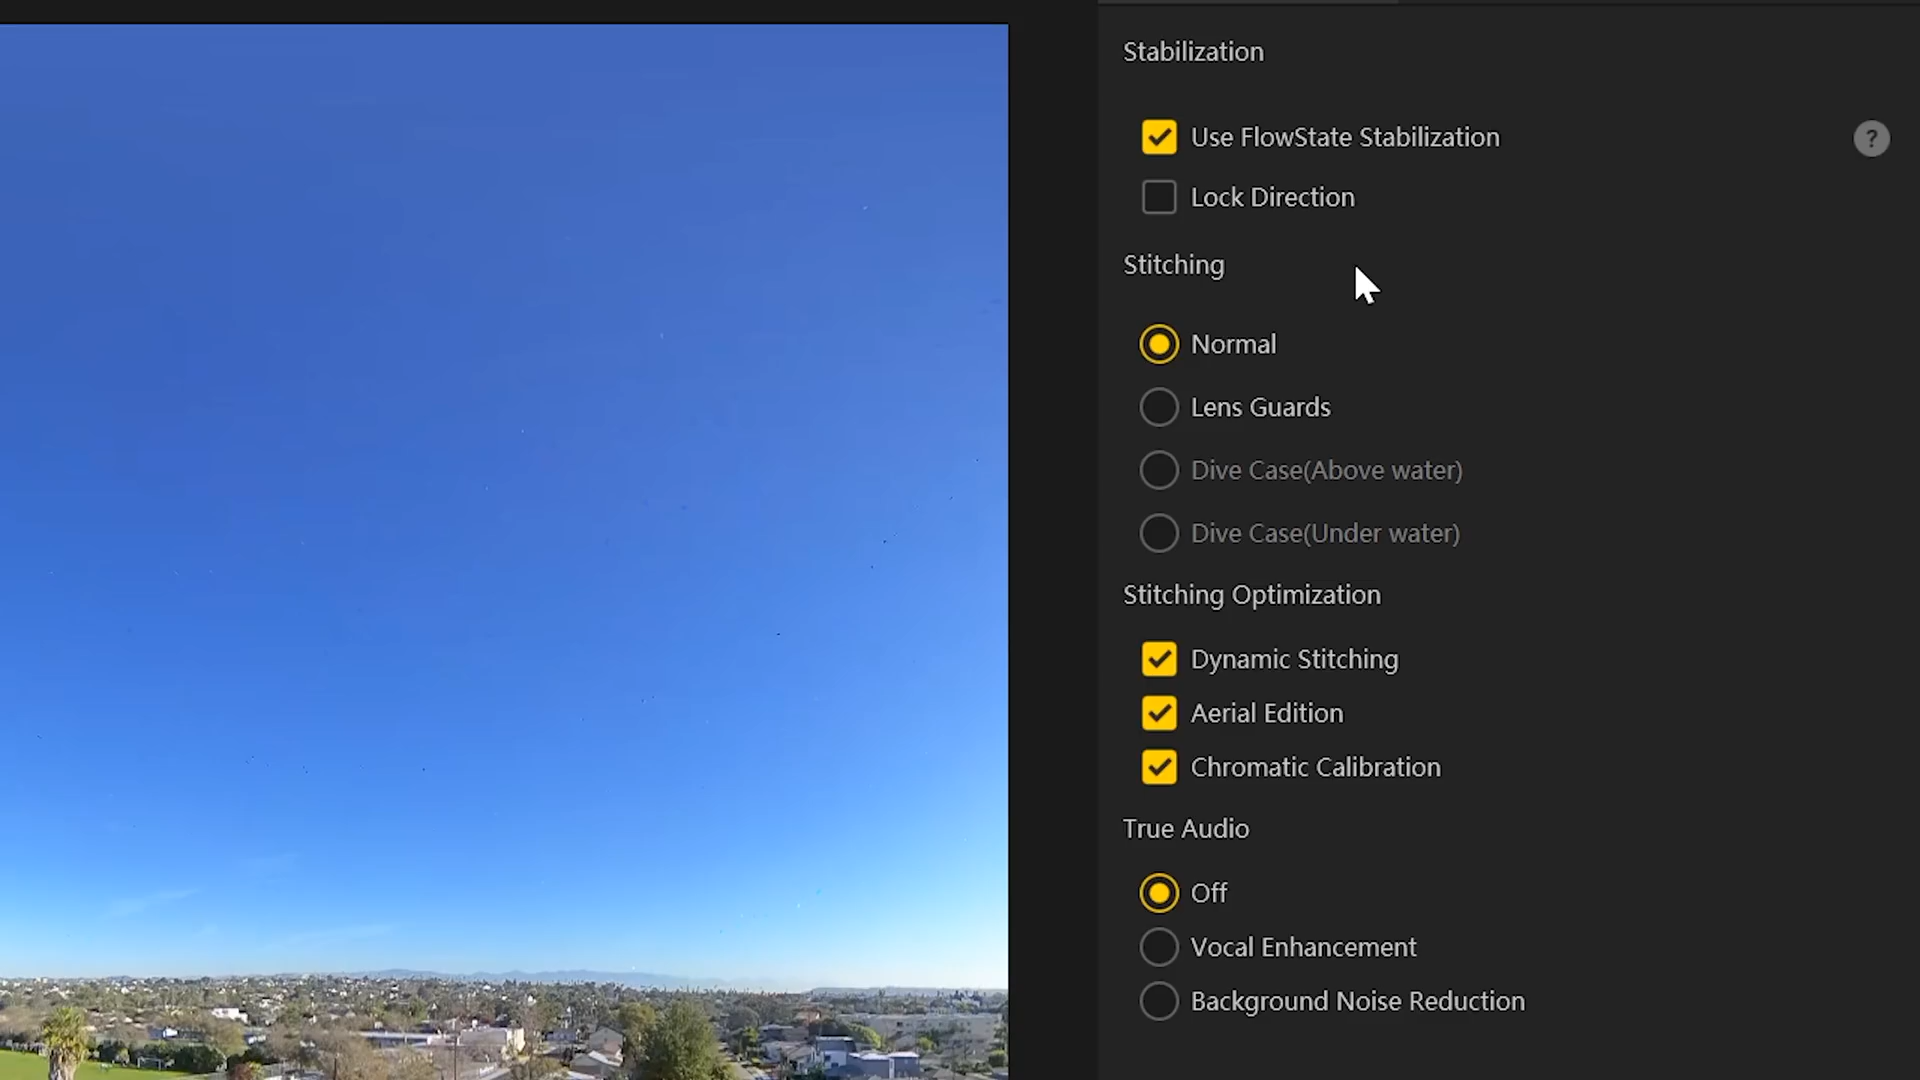 Stabilization
Use FlowState Stabilization
?
Lock Direction
Stitching
Normal
Lens Guards
Dive Case(Above water)
Dive Case(Under water)
Stitching Optimization
Dynamic Stitching
Aerial Edition
Chromatic Calibration
True Audio
Off
Vocal Enhancement
Background Noise Reduction